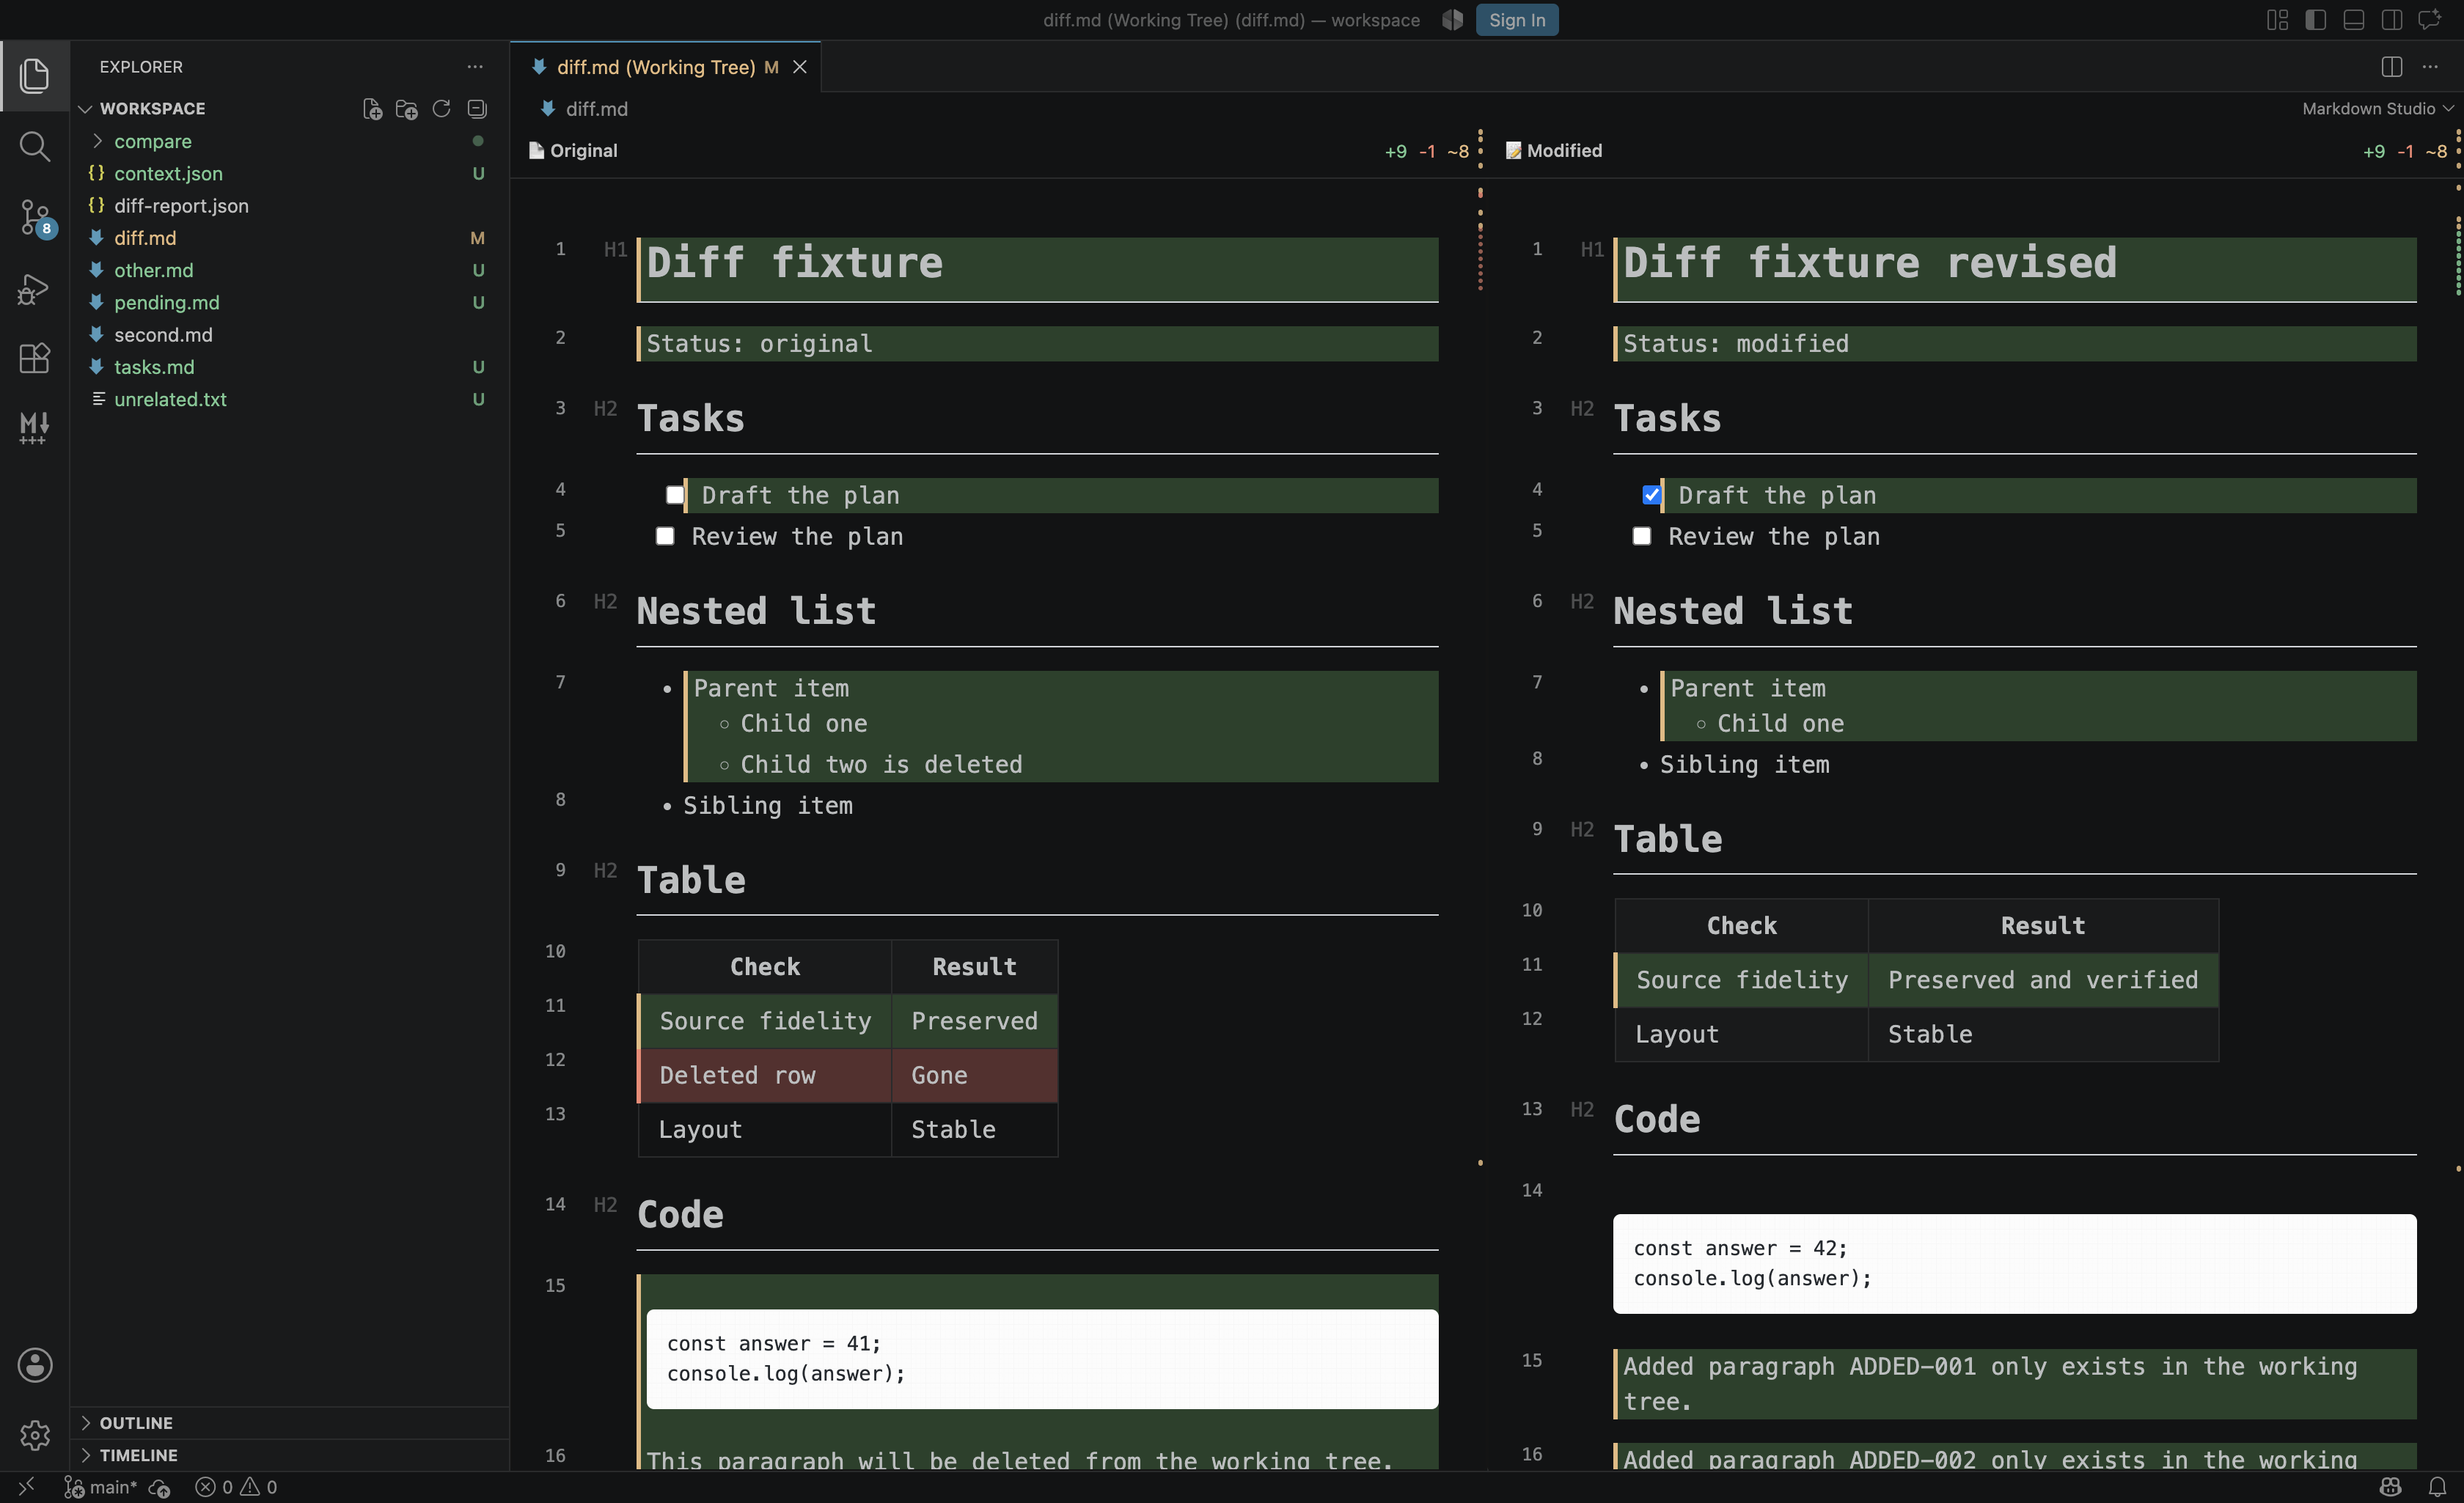 diff.md (Working Tree) (diff.md) — workspace
Sign In
EXPLORER
WORKSPACE
compare
{} context.json U
{} diff-report.json
diff.md M
other.md U
pending.md U
second.md
tasks.md U
unrelated.txt U
8
M
OUTLINE
TIMELINE
diff.md (Working Tree) M
diff.md
Markdown Studio
Original +9 -1 ~8
1 H1 Diff fixture
2 Status: original
3 H2 Tasks
4 Draft the plan
5 Review the plan
6 H2 Nested list
7 • Parent item
◦ Child one
◦ Child two is deleted
8 • Sibling item
9 H2 Table
10 Check Result
11 Source fidelity Preserved
12 Deleted row Gone
13 Layout Stable
14 H2 Code
15
const answer = 41;
console.log(answer);
16 This paragraph will be deleted from the working tree.
Modified +9 -1 ~8
1 H1 Diff fixture revised
2 Status: modified
3 H2 Tasks
4 Draft the plan
5 Review the plan
6 H2 Nested list
7 • Parent item
◦ Child one
8 • Sibling item
9 H2 Table
10 Check Result
11 Source fidelity Preserved and verified
12 Layout Stable
13 H2 Code
14
const answer = 42;
console.log(answer);
15 Added paragraph ADDED-001 only exists in the working
tree.
16 Added paragraph ADDED-002 only exists in the working
main* 0 0